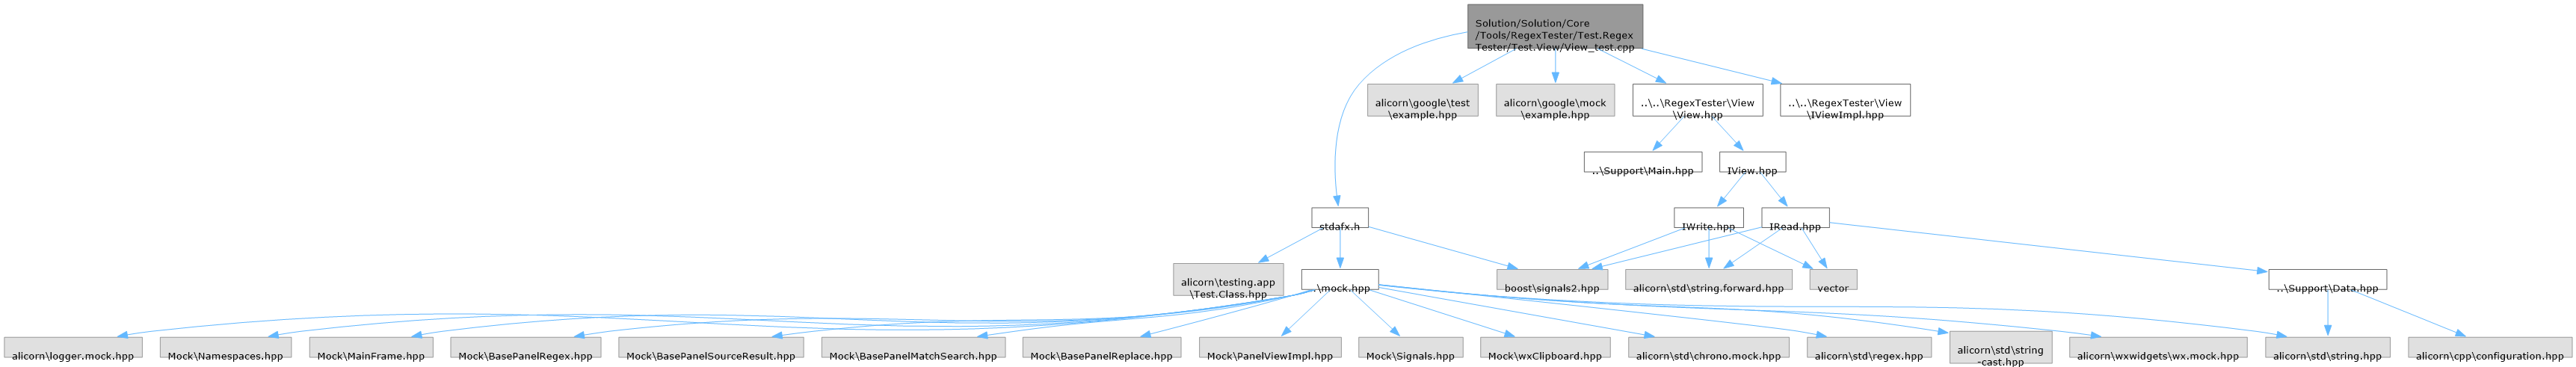 Solution/Solution/Core
/Tools/RegexTester/Test.Regex
Tester/Test.View/View_test.cpp
alicorn\google\test
\example.hpp
alicorn\google\mock
\example.hpp
..\..\RegexTester\View
\View.hpp
..\..\RegexTester\View
\IViewImpl.hpp
..\Support\Main.hpp
IView.hpp
stdafx.h
IWrite.hpp
IRead.hpp
alicorn\testing.app
\Test.Class.hpp
..\mock.hpp
boost\signals2.hpp
alicorn\std\string.forward.hpp
vector
..\Support\Data.hpp
alicorn\logger.mock.hpp
Mock\Namespaces.hpp
Mock\MainFrame.hpp
Mock\BasePanelRegex.hpp
Mock\BasePanelSourceResult.hpp
Mock\BasePanelMatchSearch.hpp
Mock\BasePanelReplace.hpp
Mock\PanelViewImpl.hpp
Mock\Signals.hpp
Mock\wxClipboard.hpp
alicorn\std\chrono.mock.hpp
alicorn\std\regex.hpp
alicorn\std\string
-cast.hpp
alicorn\wxwidgets\wx.mock.hpp
alicorn\std\string.hpp
alicorn\cpp\configuration.hpp